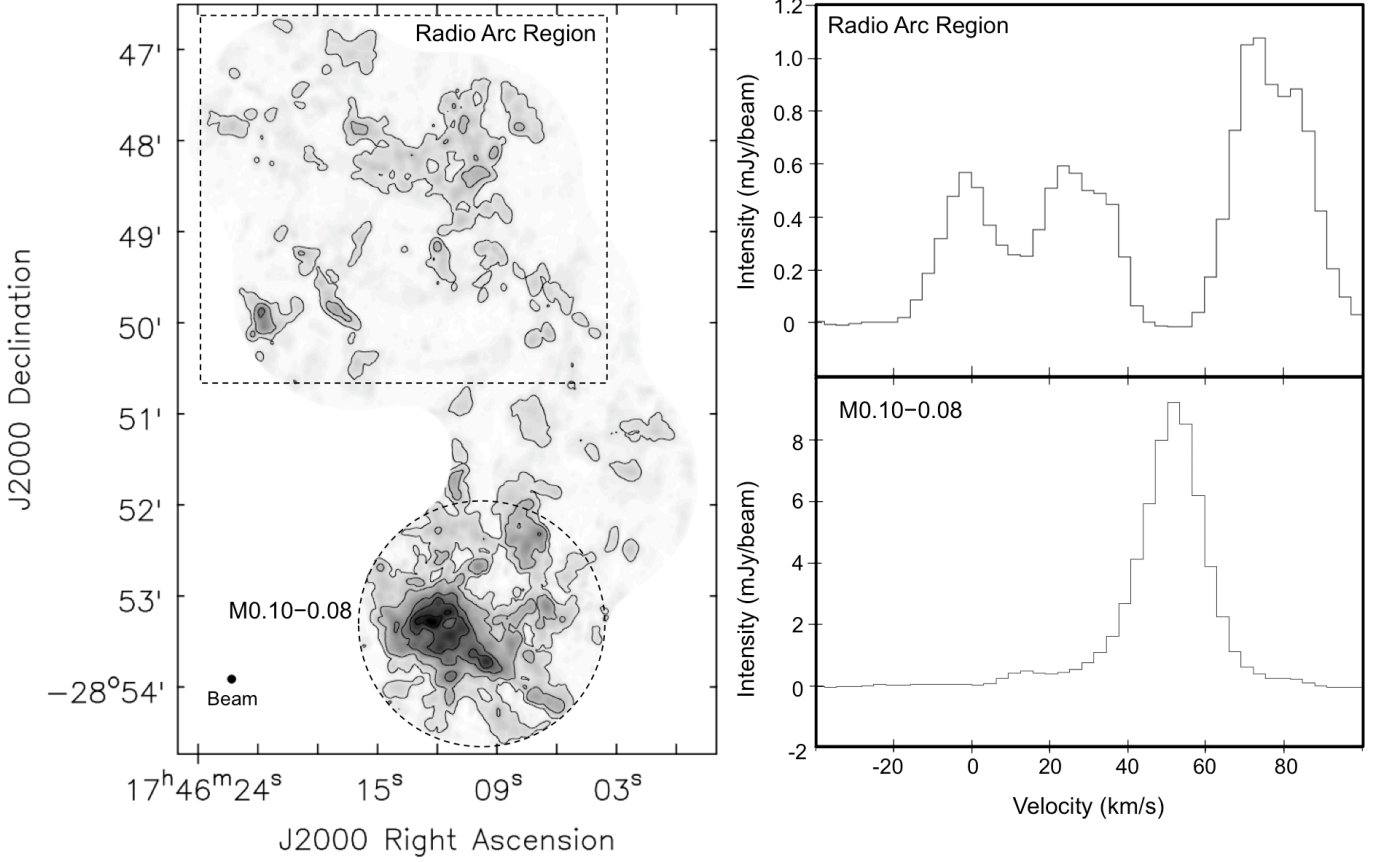 Radio Arc Region
47'
48'
49'
50'
51'
52'
53'
−28°54'
J2000 Declination
M0.10−0.08
Beam
17h46m24s 15s 09s 03s
J2000 Right Ascension
Radio Arc Region
1.2
1.0
0.8
0.6
0.4
0.2
0
Intensity (mJy/beam)
M0.10−0.08
8
6
4
2
0
-2
Intensity (mJy/beam)
-20 0 20 40 60 80
Velocity (km/s)